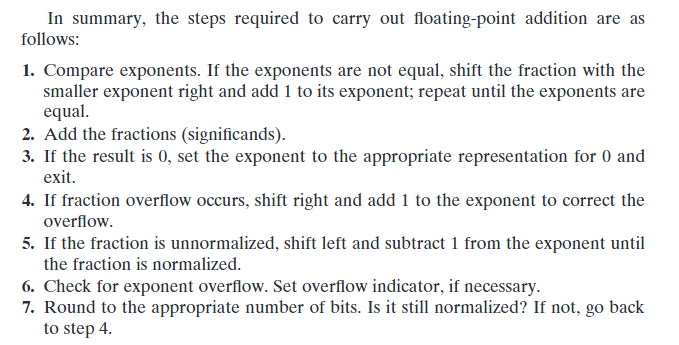 In summary, the steps required to carry out floating-point addition are as
follows:
1. Compare exponents. If the exponents are not equal, shift the fraction with the
smaller exponent right and add 1 to its exponent; repeat until the exponents are
equal.
2. Add the fractions (significands).
3. If the result is 0, set the exponent to the appropriate representation for 0 and
exit.
4. If fraction overflow occurs, shift right and add 1 to the exponent to correct the
overflow.
5. If the fraction is unnormalized, shift left and subtract 1 from the exponent until
the fraction is normalized.
6. Check for exponent overflow. Set overflow indicator, if necessary.
7. Round to the appropriate number of bits. Is it still normalized? If not, go back
to step 4.